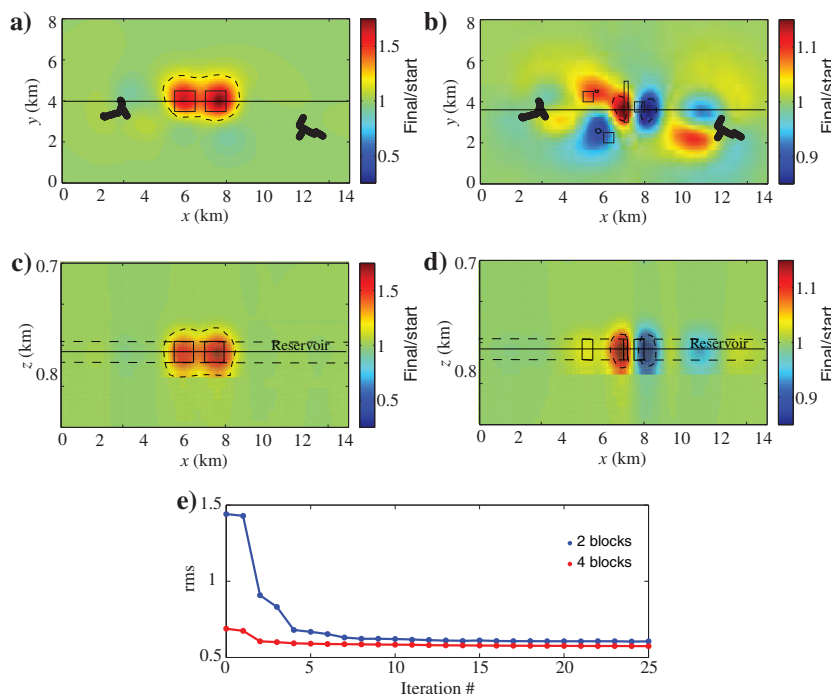 a)
8
6
4
2
0
y (km)
0 2 4 6 8 10 12 14
x (km)
1.5
1
0.5
Final/start
b)
8
6
4
2
0
y (km)
0 2 4 6 8 10 12 14
x (km)
1.1
1
0.9
Final/start
c)
0.7
0.8
z (km)
Reservoir
0 2 4 6 8 10 12 14
x (km)
1.5
1
0.5
Final/start
d)
0.7
0.8
z (km)
Reservoir
0 2 4 6 8 10 12 14
x (km)
1.1
1
0.9
Final/start
e)
1.5
1
0.5
rms
2 blocks
4 blocks
0 5 10 15 20 25
Iteration #